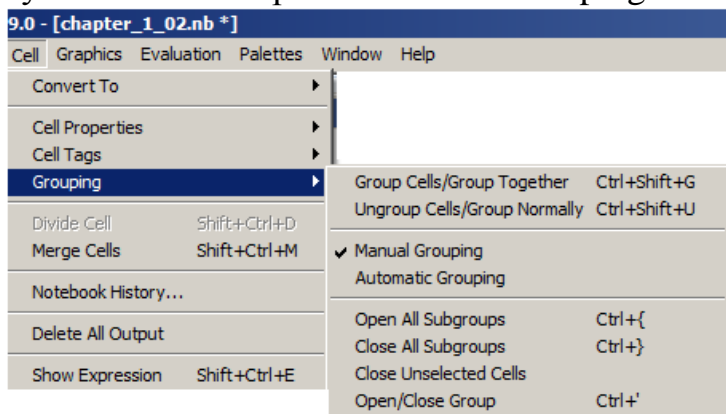 9.0 - [chapter_1_02.nb *]
Cell Graphics Evaluation Palettes Window Help
Convert To
Cell Properties
Cell Tags
Grouping
Divide Cell Shift+Ctrl+D
Merge Cells Shift+Ctrl+M
Notebook History...
Delete All Output
Show Expression Shift+Ctrl+E
Group Cells/Group Together Ctrl+Shift+G
Ungroup Cells/Group Normally Ctrl+Shift+U
Manual Grouping
Automatic Grouping
Open All Subgroups Ctrl+{
Close All Subgroups Ctrl+}
Close Unselected Cells
Open/Close Group Ctrl+'